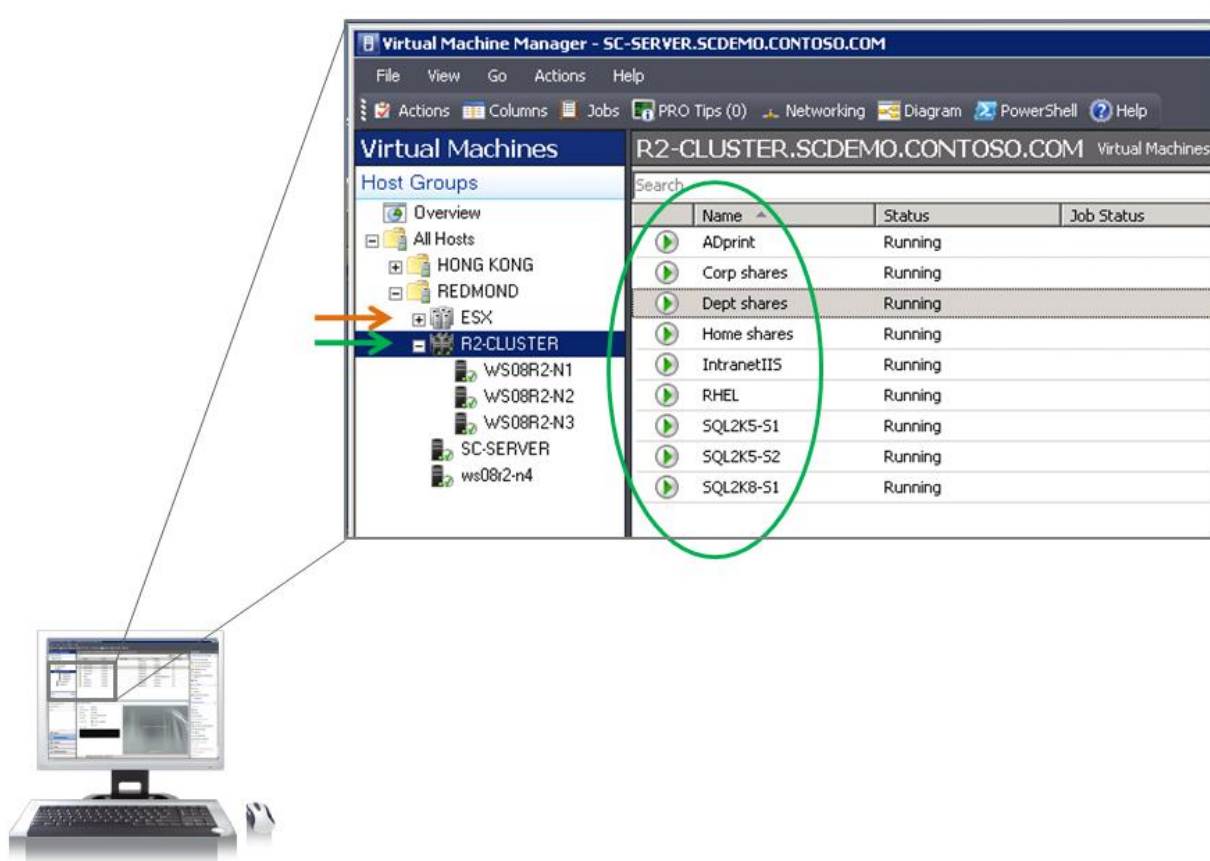 Virtual Machine Manager - SC-SERVER.SCDEMO.CONTOSO.COM
File View Go Actions Help
Actions Columns Jobs PRO Tips (0) Networking Diagram PowerShell Help
Virtual Machines
Host Groups
Overview
All Hosts
HONG KONG
REDMOND
ESX
R2-CLUSTER
WS08R2-N1
WS08R2-N2
WS08R2-N3
SC-SERVER
ws08r2-n4
R2-CLUSTER.SCDEMO.CONTOSO.COM Virtual Machines
Search
Name Status Job Status
ADprint Running
Corp shares Running
Dept shares Running
Home shares Running
IntranetIIS Running
RHEL Running
SQL2K5-S1 Running
SQL2K5-S2 Running
SQL2K8-S1 Running